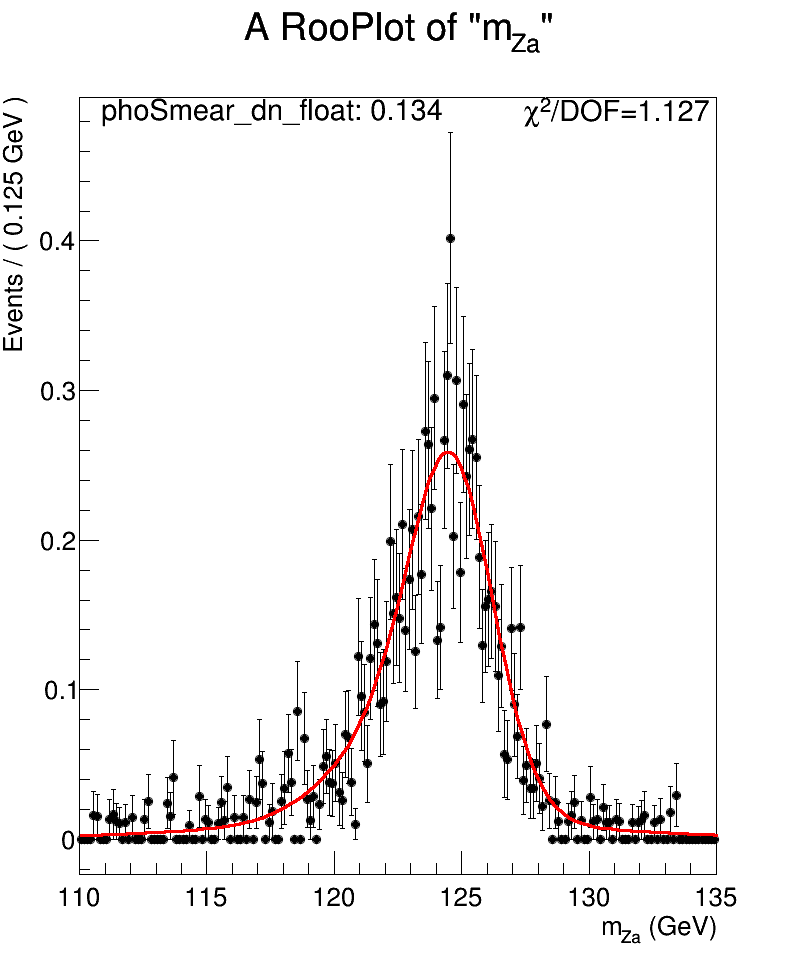 A RooPlot of "m_Za"
phoSmear_dn_float: 0.134
χ²/DOF=1.127
Events / ( 0.125 GeV )
0.4
0.3
0.2
0.1
0
110 115 120 125 130 135
m_Za (GeV)